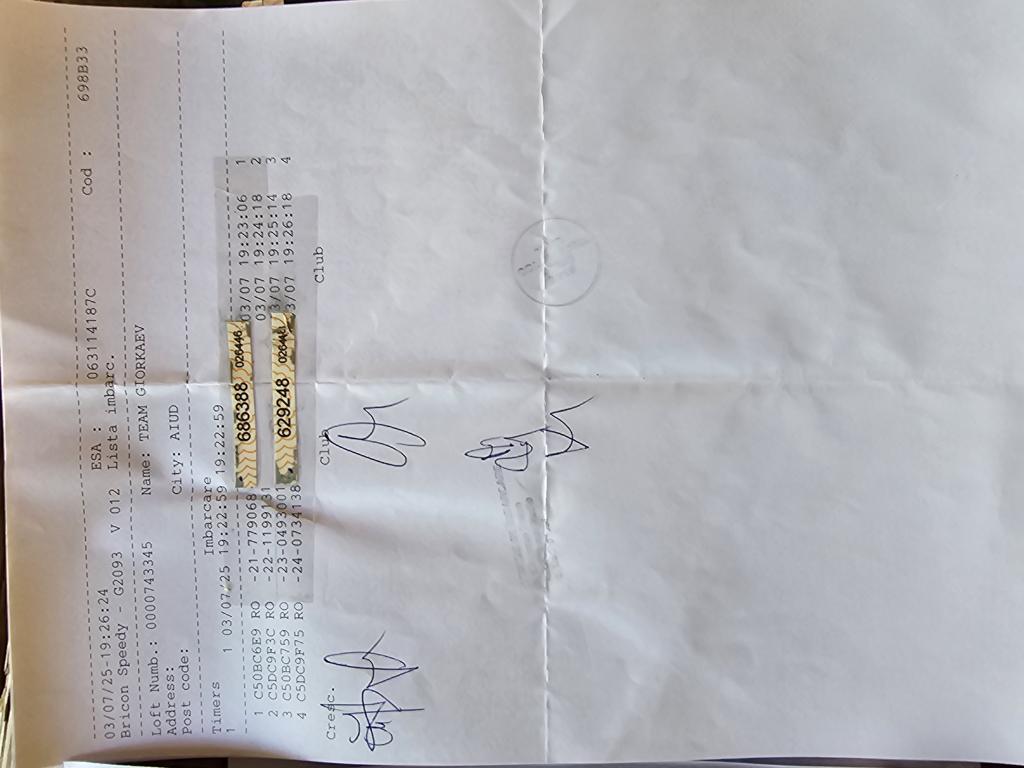 03/07/25-19:26:24 ESA : 063114187C Cod : 698B33
Bricon Speedy - G2093 V 012 Lista imbarc.
Loft Numb.: 0000743345 Name: TEAM GIORKAEV
Address:
Post code: City: AIUD
Timers Imbarcare
1 1 03/07/25 19:22:59 19:22:59
1 C50BC6E9 RO -21-779068 686388 026446 03/07 19:23:06 1
2 C5DC9F3C RO -22-1199131 03/07 19:24:18 2
3 C50BC759 RO -23-0493001 629248 03/07 19:25:14 3
4 C5DC9F75 RO -24-0734138 3/07 19:26:18 4
Cresc. Club Club